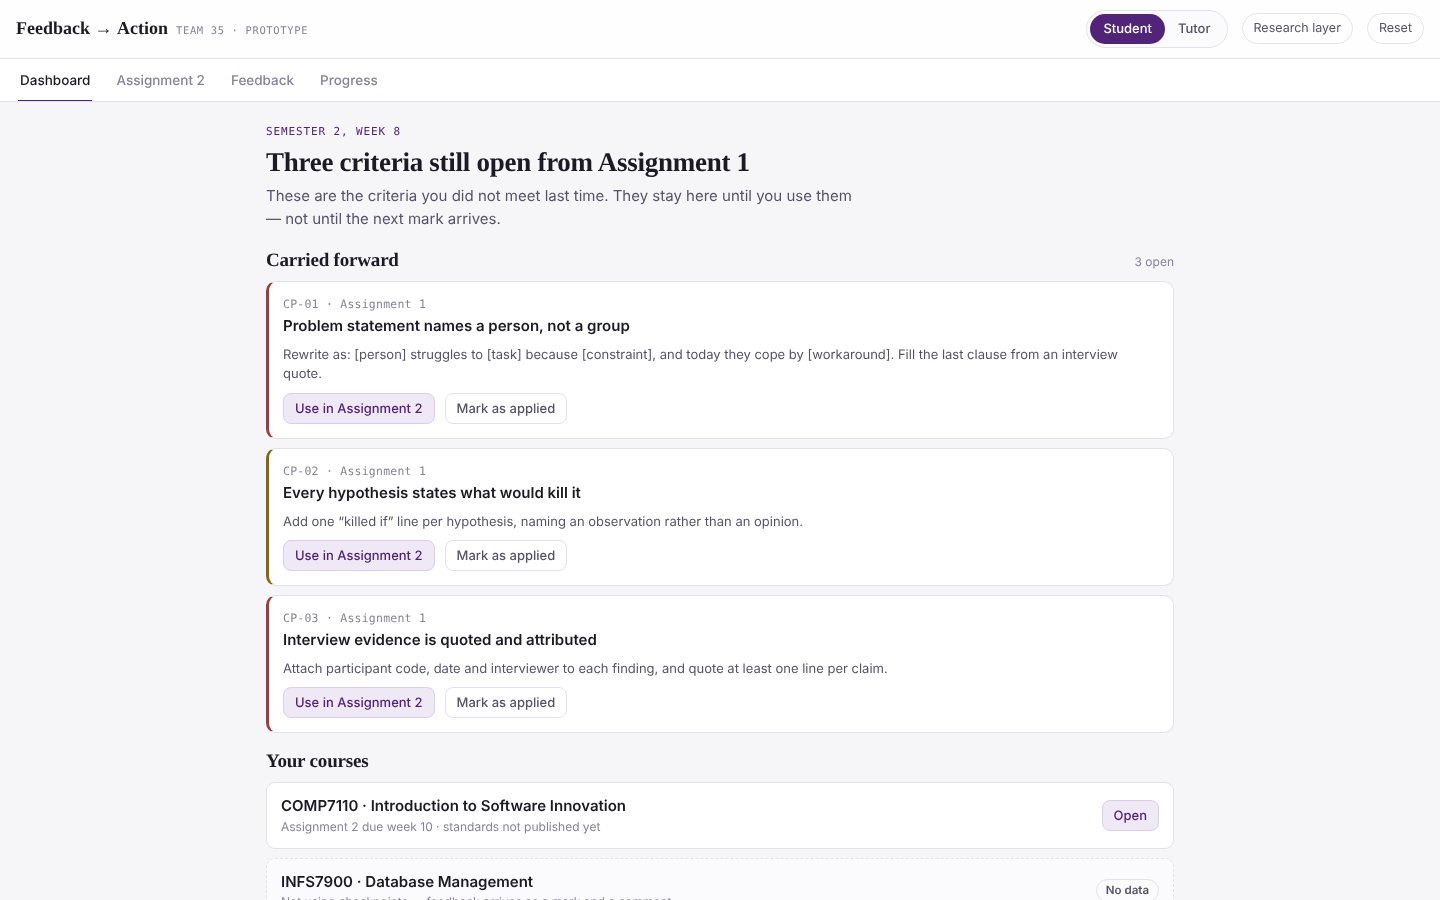 Feedback → Action TEAM 35 · PROTOTYPE
Student
Tutor
Research layer
Reset
Dashboard
Assignment 2
Feedback
Progress
SEMESTER 2, WEEK 8
Three criteria still open from Assignment 1
These are the criteria you did not meet last time. They stay here until you use them
— not until the next mark arrives.
Carried forward
3 open
CP-01 · Assignment 1
Problem statement names a person, not a group
Rewrite as: [person] struggles to [task] because [constraint], and today they cope by [workaround]. Fill the last clause from an interview
quote.
Use in Assignment 2
Mark as applied
CP-02 · Assignment 1
Every hypothesis states what would kill it
Add one “killed if” line per hypothesis, naming an observation rather than an opinion.
Use in Assignment 2
Mark as applied
CP-03 · Assignment 1
Interview evidence is quoted and attributed
Attach participant code, date and interviewer to each finding, and quote at least one line per claim.
Use in Assignment 2
Mark as applied
Your courses
COMP7110 · Introduction to Software Innovation
Assignment 2 due week 10 · standards not published yet
Open
INFS7900 · Database Management
No data